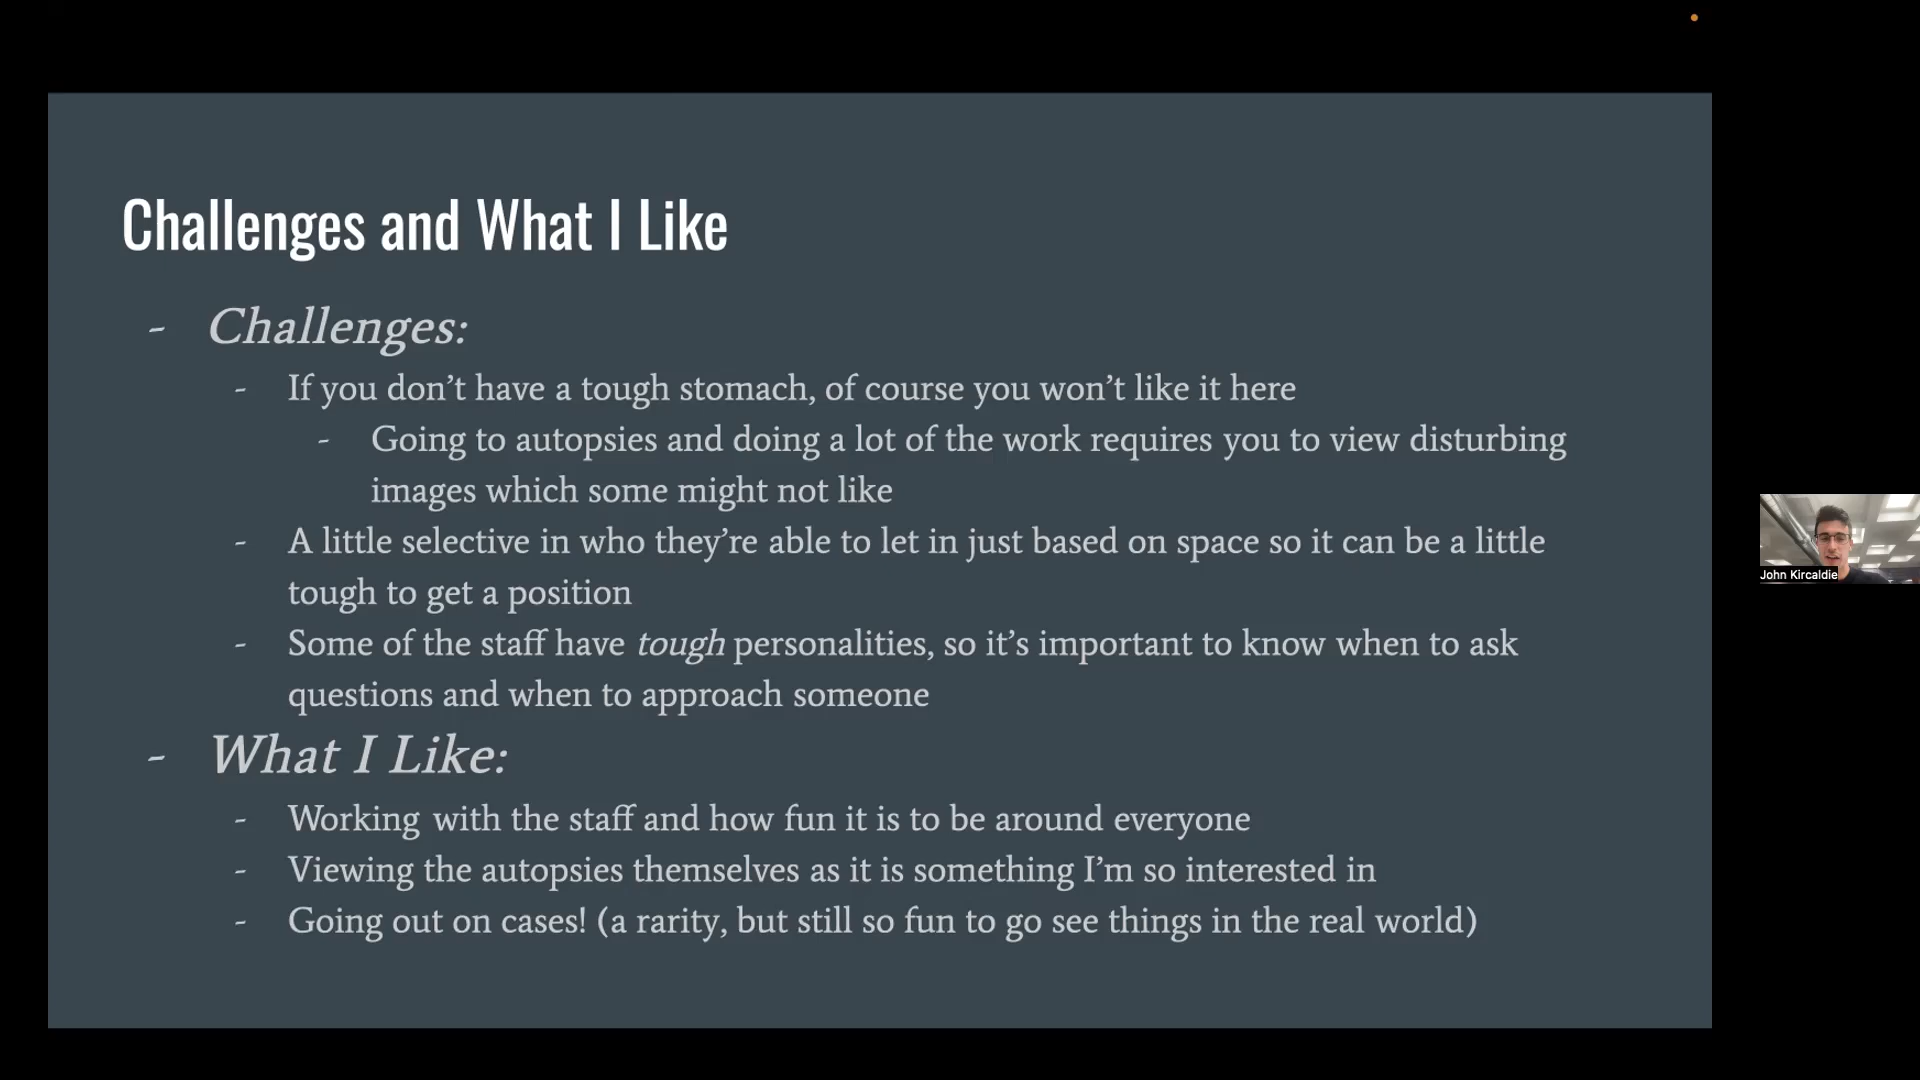 Challenges and What I Like
- Challenges:
- If you don't have a tough stomach, of course you won't like it here
- Going to autopsies and doing a lot of the work requires you to view disturbing
images which some might not like
- A little selective in who they're able to let in just based on space so it can be a little
tough to get a position
- Some of the staff have tough personalities, so it's important to know when to ask
questions and when to approach someone
- What I Like:
- Working with the staff and how fun it is to be around everyone
- Viewing the autopsies themselves as it is something I'm so interested in
- Going out on cases! (a rarity, but still so fun to go see things in the real world)
John Kircaldie